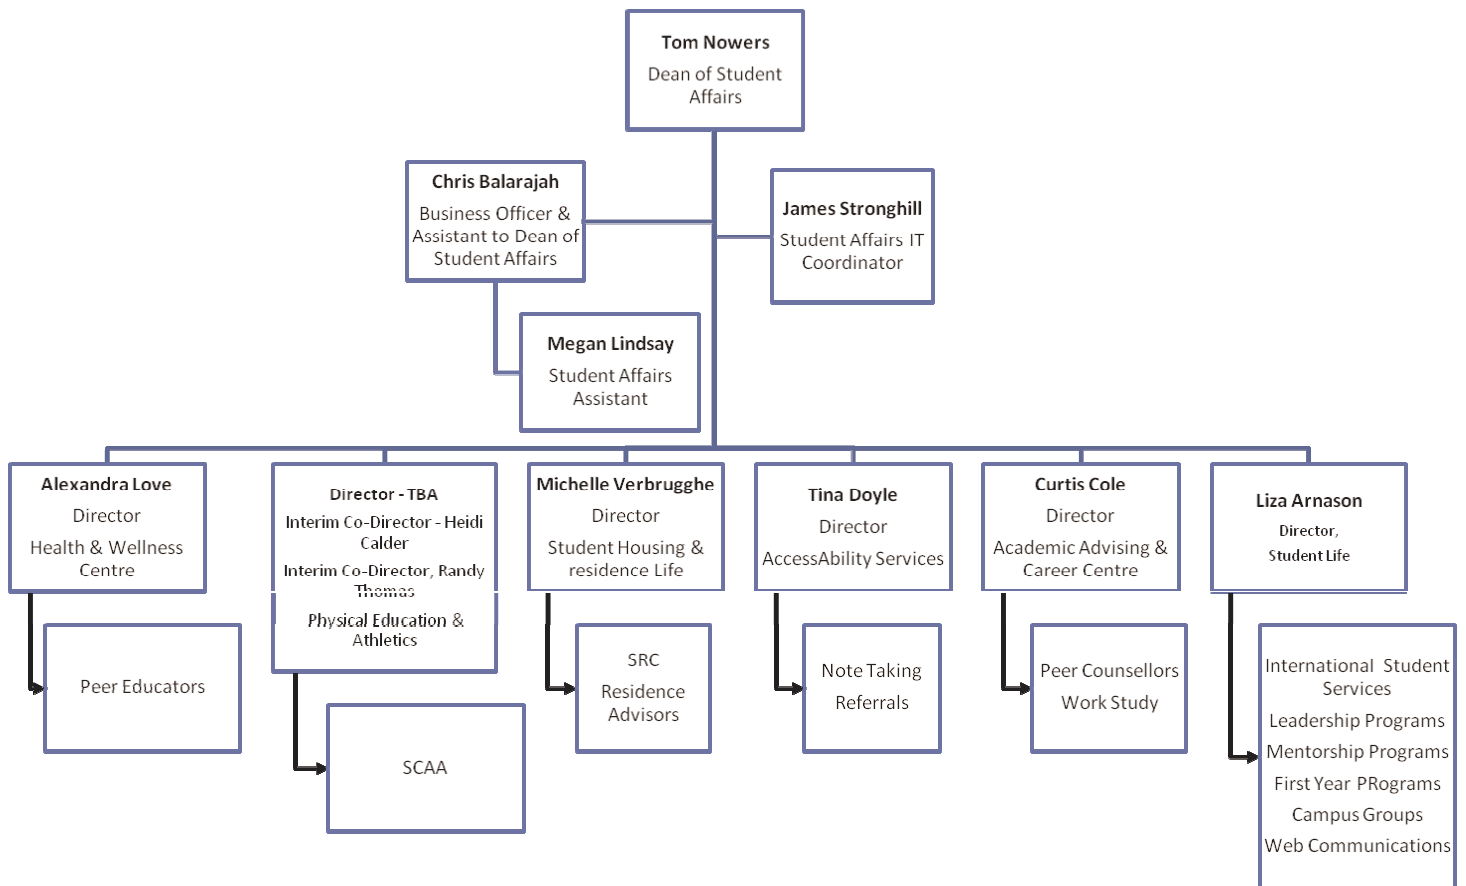 Tom Nowers
Dean of Student
Affairs
Chris Balarajah
Business Officer &
Assistant to Dean of
Student Affairs
James Stronghill
Student Affairs IT
Coordinator
Megan Lindsay
Student Affairs
Assistant
Alexandra Love
Director
Health & Wellness
Centre
Director - TBA
Interim Co-Director - Heidi
Calder
Interim Co-Director, Randy
Thomas
Physical Education &
Athletics
Michelle Verbrugghe
Director
Student Housing &
residence Life
Tina Doyle
Director
AccessAbility Services
Curtis Cole
Director
Academic Advising &
Career Centre
Liza Arnason
Director,
Student Life
Peer Educators
SCAA
SRC
Residence
Advisors
Note Taking
Referrals
Peer Counsellors
Work Study
International Student
Services
Leadership Programs
Mentorship Programs
First Year PRograms
Campus Groups
Web Communications